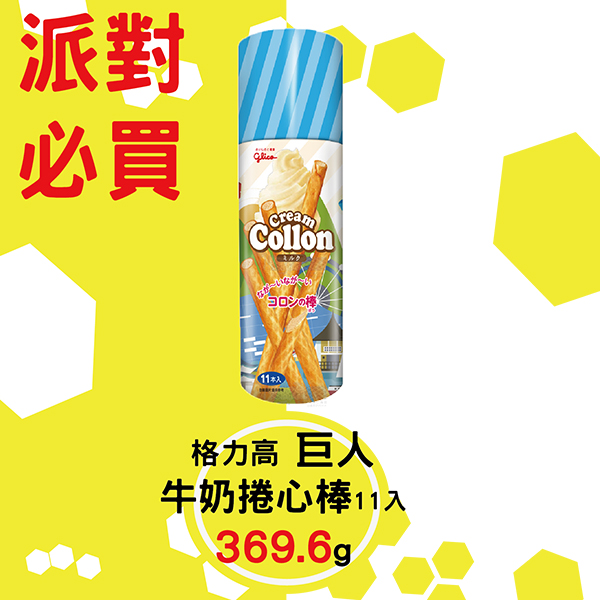 派對
必買
glico
Cream
Collon
ミルク
なが〜いなが〜い
コロンの棒
11本入
格力高 巨人
牛奶捲心棒11入
369.6g